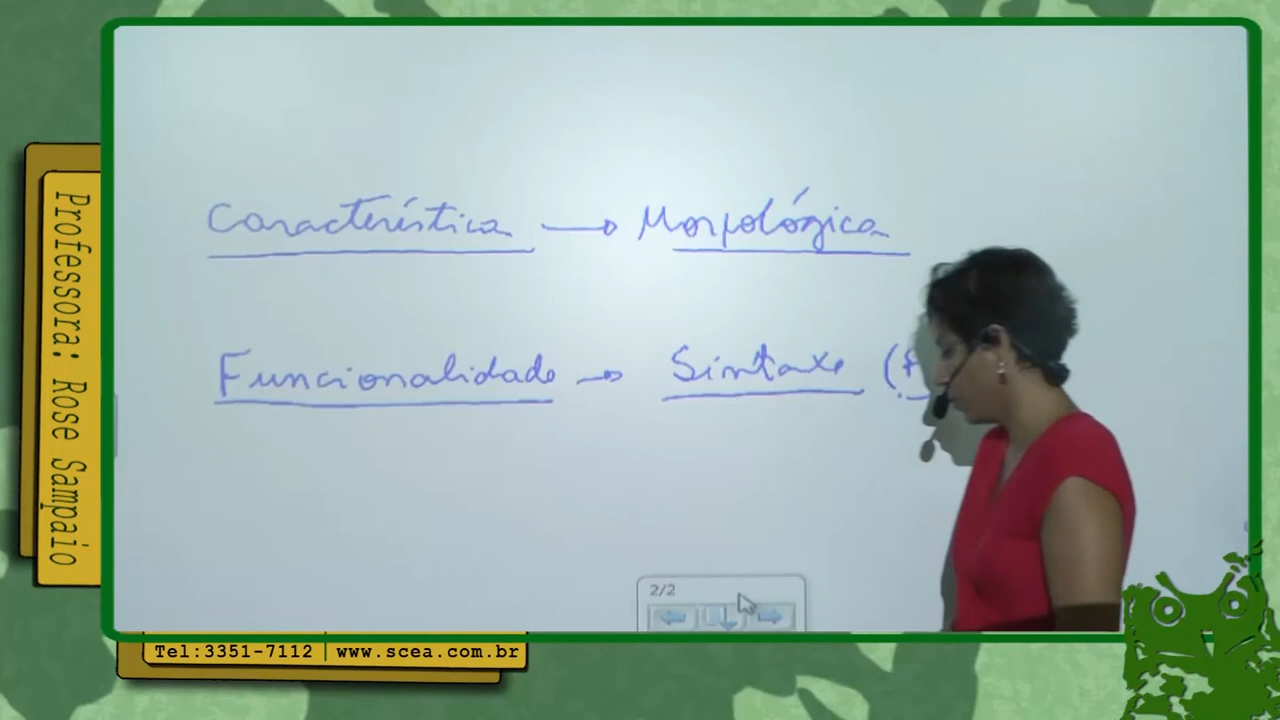 Característica → Morfológica
Funcionalidade → Sintaxe (f
2/2
Professora: Rose Sampaio
Tel:3351-7112 | www.scea.com.br